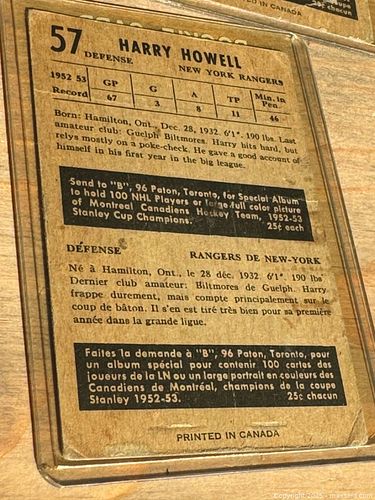 PRINTED IN CANADA
25¢ chacun
57 HARRY HOWELL
DEFENSE NEW YORK RANGERS
1952 53 Record GP G A TP Min. in Pen.
67 3 8 11 46
Born: Hamilton, Ont., Dec. 28, 1932. 6'1". 190 lbs. Last
amateur club: Guelph Biltmores. Harry hits hard, but
relys mostly on a poke-check. He gave a good account of
himself in his first year in the big league.
Send to "B", 96 Paton, Toronto, for Special Album
to hold 100 NHL Players or large full color picture
of Montreal Canadiens Hockey Team, 1952-53
Stanley Cup Champions. 25¢ each
DÉFENSE RANGERS DE NEW-YORK
Né à Hamilton, Ont., le 28 déc. 1932. 6'1". 190 lbs
Dernier club amateur: Biltmores de Guelph. Harry
frappe durement, mais compte principalement sur le
coup de bâton. Il s'en est tiré très bien pour sa première
année dans la grande ligue.
Faites la demande à "B", 96 Paton, Toronto, pour
un album spécial pour contenir 100 cartes des
joueurs de la LN ou un large portrait en couleurs des
Canadiens de Montréal, champions de la coupe
Stanley 1952-53. 25¢ chacun
PRINTED IN CANADA